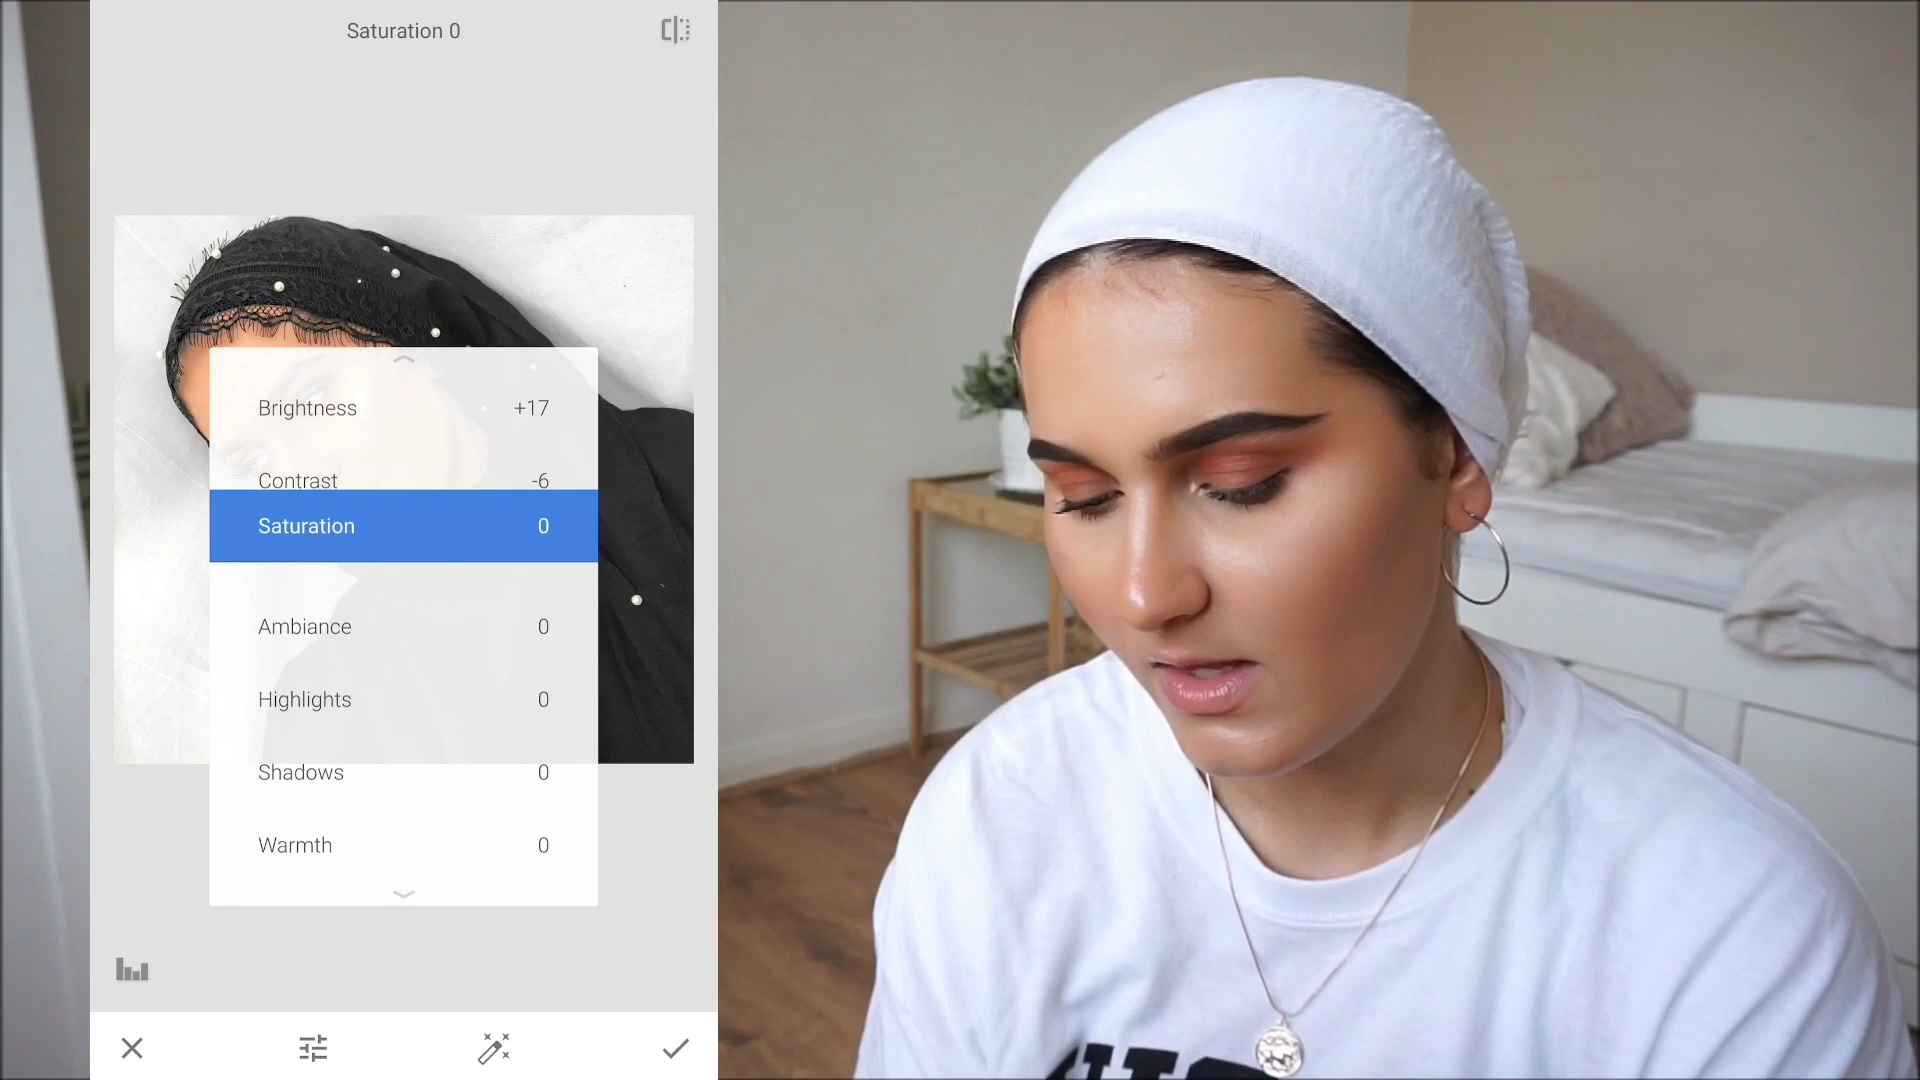 Saturation 0
Brightness +17
Contrast -6
Saturation 0
Ambiance 0
Highlights 0
Shadows 0
Warmth 0